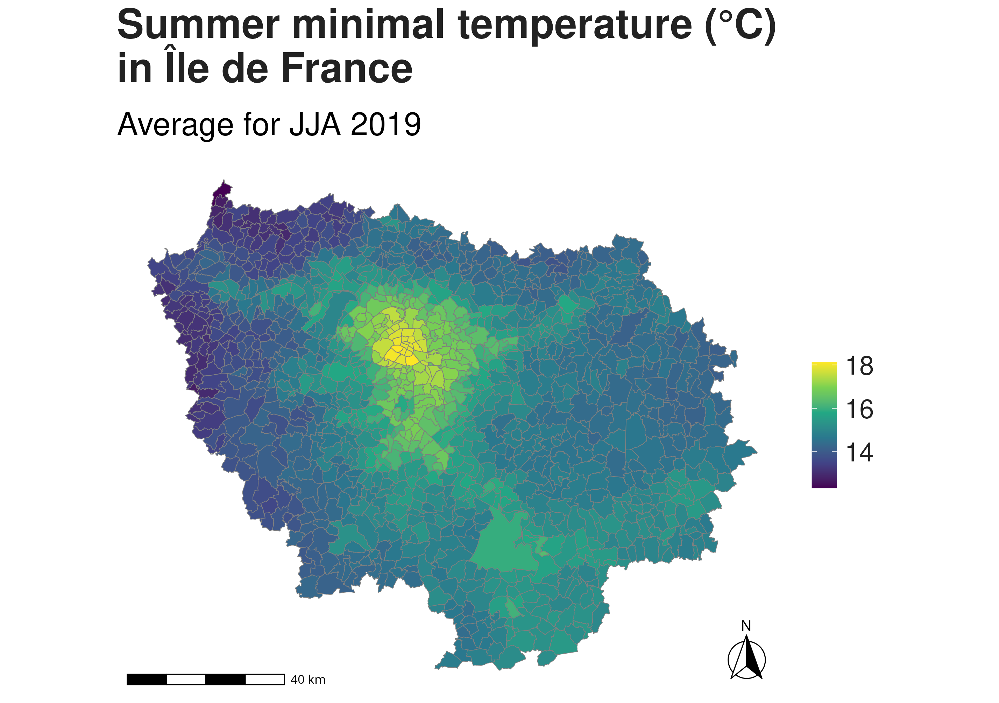 Summer minimal temperature (°C)
in Île de France
Average for JJA 2019
18
16
14
N
40 km